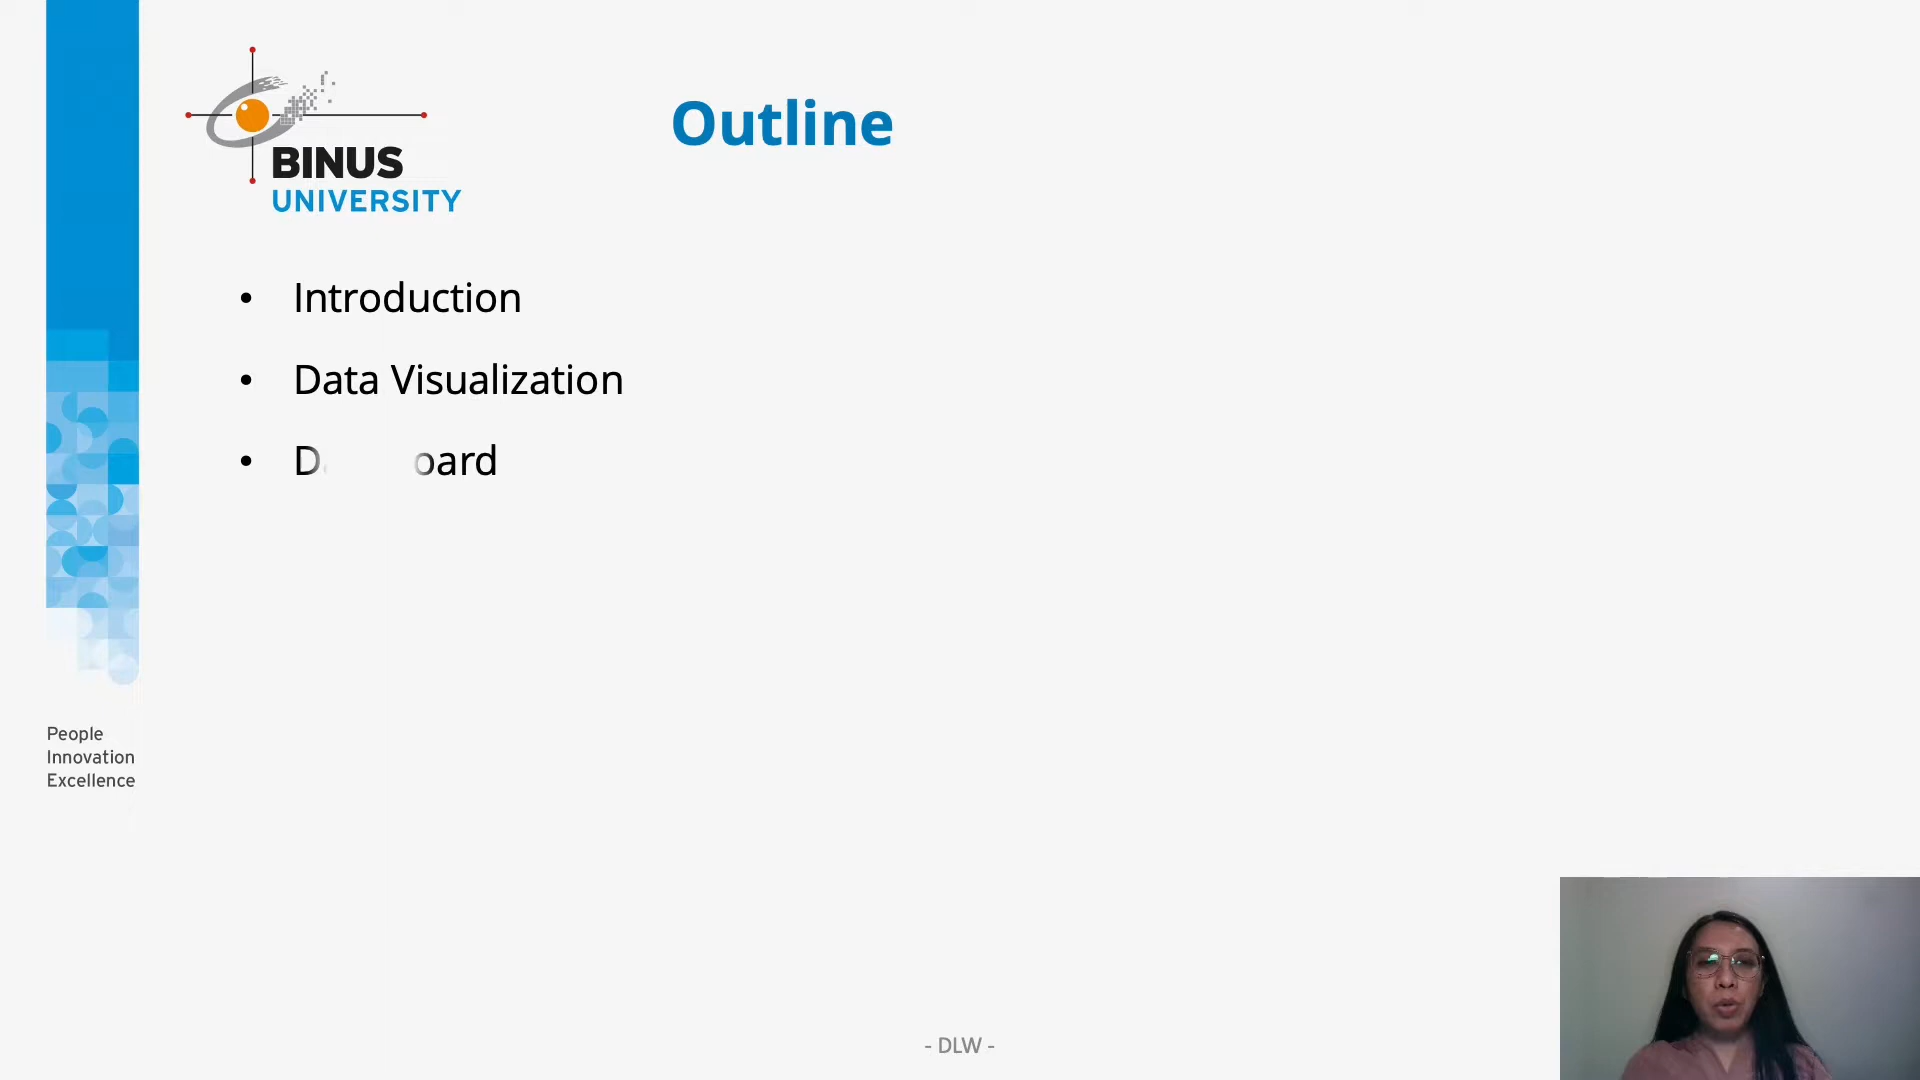 Outline
BINUS
UNIVERSITY
• Introduction
• Data Visualization
•
People
Innovation
Excellence
- DLW -